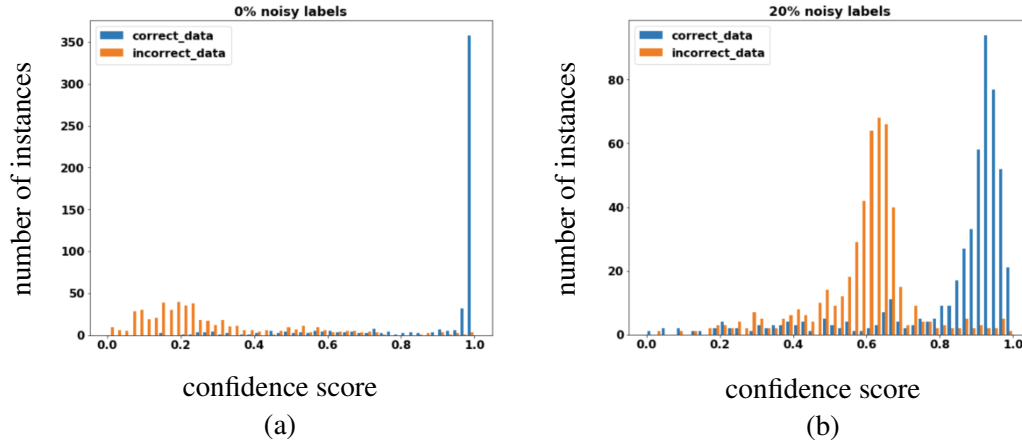 0% noisy labels
correct_data
incorrect_data
350
300
250
200
150
100
50
0
0.0 0.2 0.4 0.6 0.8 1.0
number of instances
confidence score
(a)
20% noisy labels
correct_data
incorrect_data
80
60
40
20
0
0.0 0.2 0.4 0.6 0.8 1.0
number of instances
confidence score
(b)